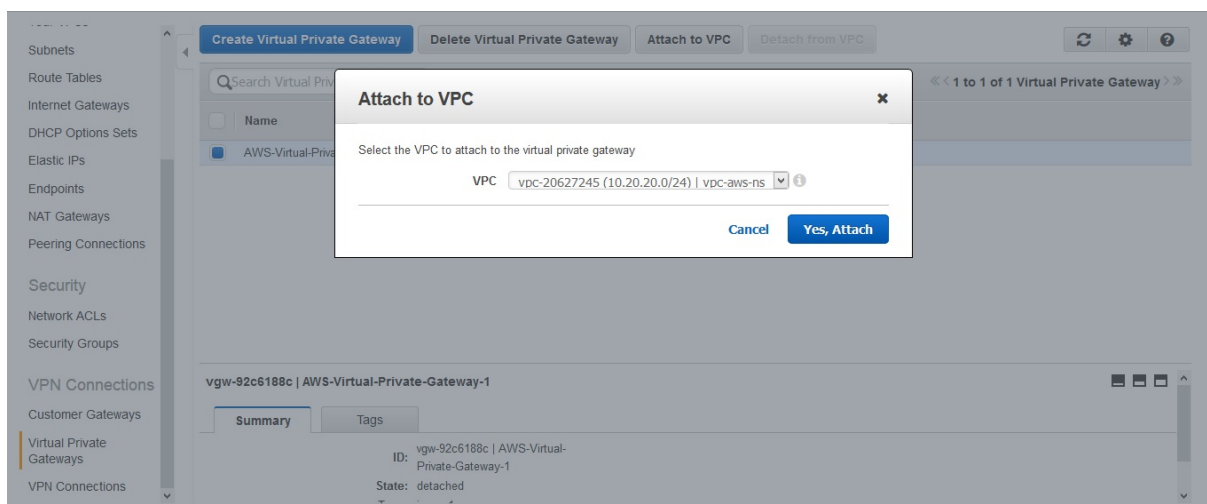 Subnets
Route Tables
Internet Gateways
DHCP Options Sets
Elastic IPs
Endpoints
NAT Gateways
Peering Connections
Security
Network ACLs
Security Groups
VPN Connections
Customer Gateways
Virtual Private
Gateways
VPN Connections
Create Virtual Private Gateway Delete Virtual Private Gateway Attach to VPC Detach from VPC
Search Virtual Priv
« < 1 to 1 of 1 Virtual Private Gateway > »
Name
AWS-Virtual-Priva
Attach to VPC
Select the VPC to attach to the virtual private gateway
VPC vpc-20627245 (10.20.20.0/24) | vpc-aws-ns
Cancel Yes, Attach
vgw-92c6188c | AWS-Virtual-Private-Gateway-1
Summary Tags
ID: vgw-92c6188c | AWS-Virtual-
Private-Gateway-1
State: detached